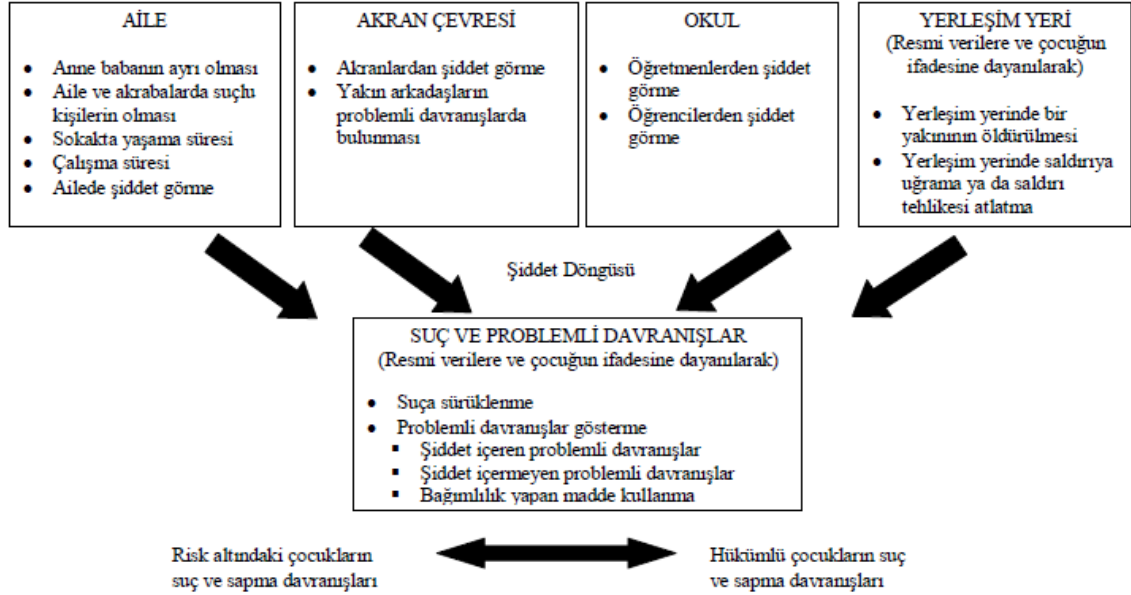 AİLE
• Anne babanın ayrı olması
• Aile ve akrabalarda suçlu
kişilerin olması
• Sokakta yaşama süresi
• Çalışma süresi
• Ailede şiddet görme
AKRAN ÇEVRESİ
• Akranlardan şiddet görme
• Yakın arkadaşların
problemli davranışlarda
bulunması
OKUL
• Öğretmenlerden şiddet
görme
• Öğrencilerden şiddet
görme
YERLEŞİM YERİ
(Resmi verilere ve çocuğun
ifadesine dayanılarak)
• Yerleşim yerinde bir
yakınının öldürülmesi
• Yerleşim yerinde saldırıya
uğrama ya da saldırı
tehlikesi atlatma
Şiddet Döngüsü
SUÇ VE PROBLEMLİ DAVRANIŞLAR
(Resmi verilere ve çocuğun ifadesine dayanılarak)
• Suça sürüklenme
• Problemli davranışlar gösterme
▪ Şiddet içeren problemli davranışlar
▪ Şiddet içermeyen problemli davranışlar
▪ Bağımlılık yapan madde kullanma
Risk altındaki çocukların
suç ve sapma davranışları
Hükümlü çocukların suç
ve sapma davranışları